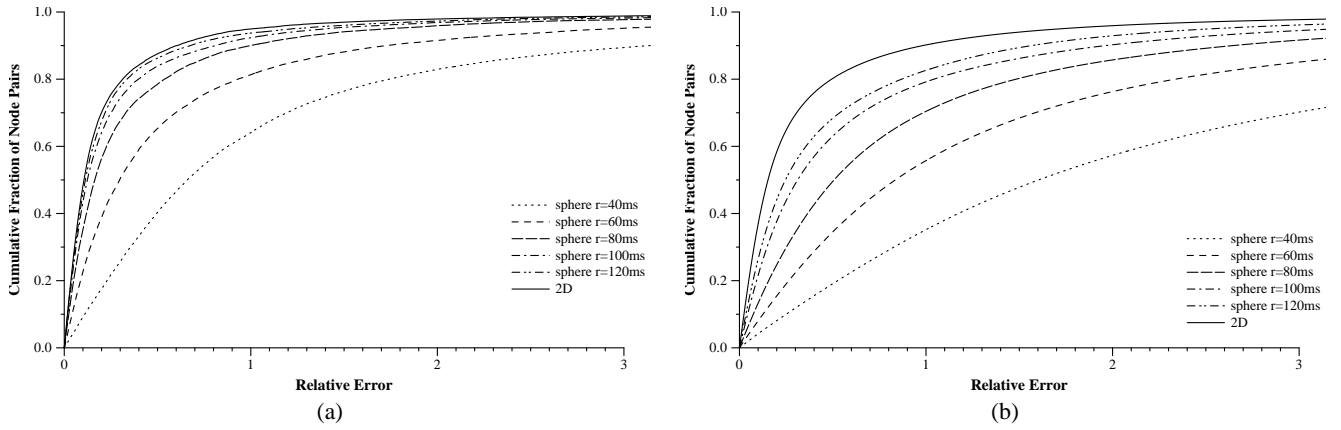 1.0
0.8
0.6
0.4
0.2
0.0
Cumulative Fraction of Node Pairs
0
1
2
3
Relative Error
sphere r=40ms
sphere r=60ms
sphere r=80ms
sphere r=100ms
sphere r=120ms
2D
(a)
1.0
0.8
0.6
0.4
0.2
0.0
Cumulative Fraction of Node Pairs
0
1
2
3
Relative Error
sphere r=40ms
sphere r=60ms
sphere r=80ms
sphere r=100ms
sphere r=120ms
2D
(b)